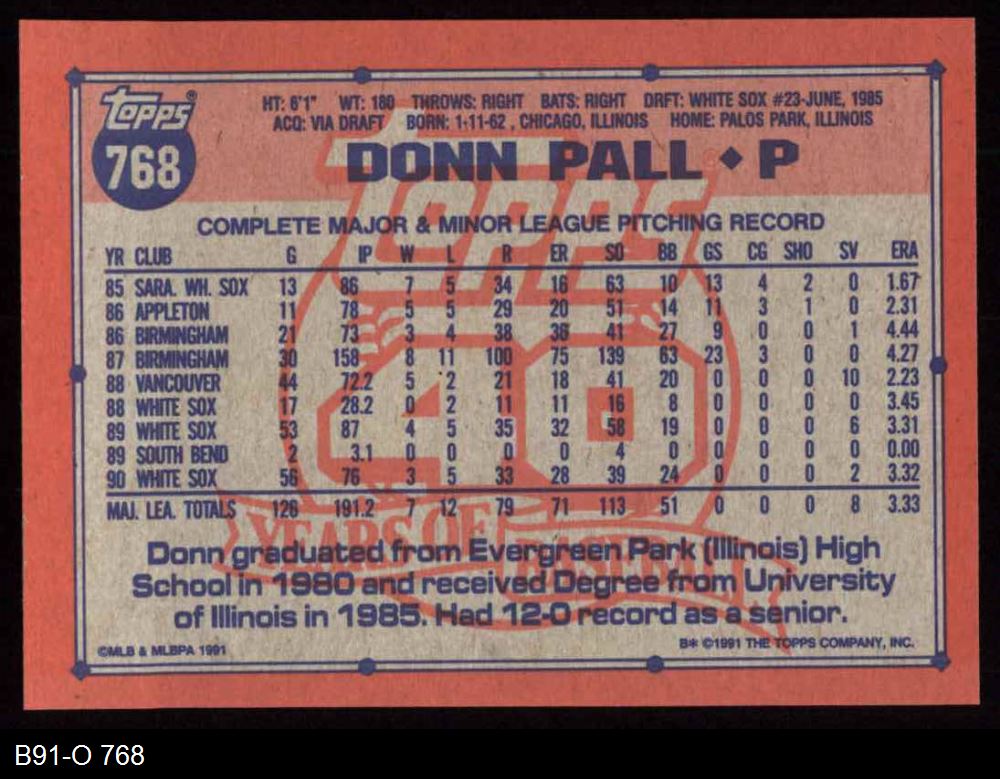 Topps®
768
HT: 6'1" WT: 180 THROWS: RIGHT BATS: RIGHT DRFT: WHITE SOX #23-JUNE, 1985
ACQ: VIA DRAFT BORN: 1-11-62 , CHICAGO, ILLINOIS HOME: PALOS PARK, ILLINOIS
DONN PALL ◆ P
TOPPS
40
YEARS OF
BASEBALL
COMPLETE MAJOR & MINOR LEAGUE PITCHING RECORD
YR CLUB G IP W L R ER SO BB GS CG SHO SV ERA
85 SARA. WH. SOX 13 86 7 5 34 16 63 10 13 4 2 0 1.67
86 APPLETON 11 78 5 5 29 20 51 14 11 3 1 0 2.31
86 BIRMINGHAM 21 73 3 4 38 36 41 27 9 0 0 1 4.44
87 BIRMINGHAM 30 158 8 11 100 75 139 63 23 3 0 0 4.27
88 VANCOUVER 44 72.2 5 2 21 18 41 20 0 0 0 10 2.23
88 WHITE SOX 17 28.2 0 2 11 11 16 8 0 0 0 0 3.45
89 WHITE SOX 53 87 4 5 35 32 58 19 0 0 0 6 3.31
89 SOUTH BEND 2 3.1 0 0 0 0 4 0 0 0 0 0 0.00
90 WHITE SOX 56 76 3 5 33 28 39 24 0 0 0 2 3.32
MAJ. LEA. TOTALS 126 191.2 7 12 79 71 113 51 0 0 0 8 3.33
Donn graduated from Evergreen Park (Illinois) High
School in 1980 and received Degree from University
of Illinois in 1985. Had 12-0 record as a senior.
©MLB & MLBPA 1991
B* ©1991 THE TOPPS COMPANY, INC.
B91-O 768